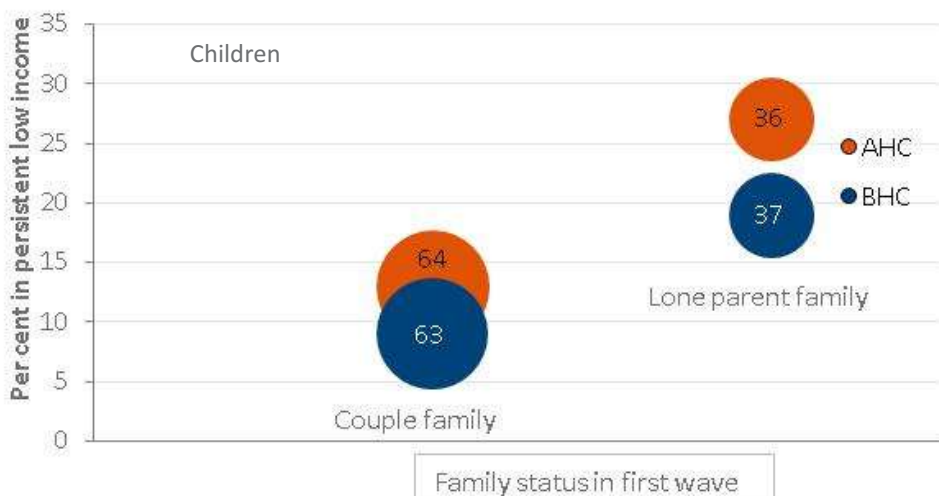 Per cent in persistent low income
35
30
25
20
15
10
5
0
Children
36
AHC
BHC
37
64
63
Lone parent family
Couple family
Family status in first wave